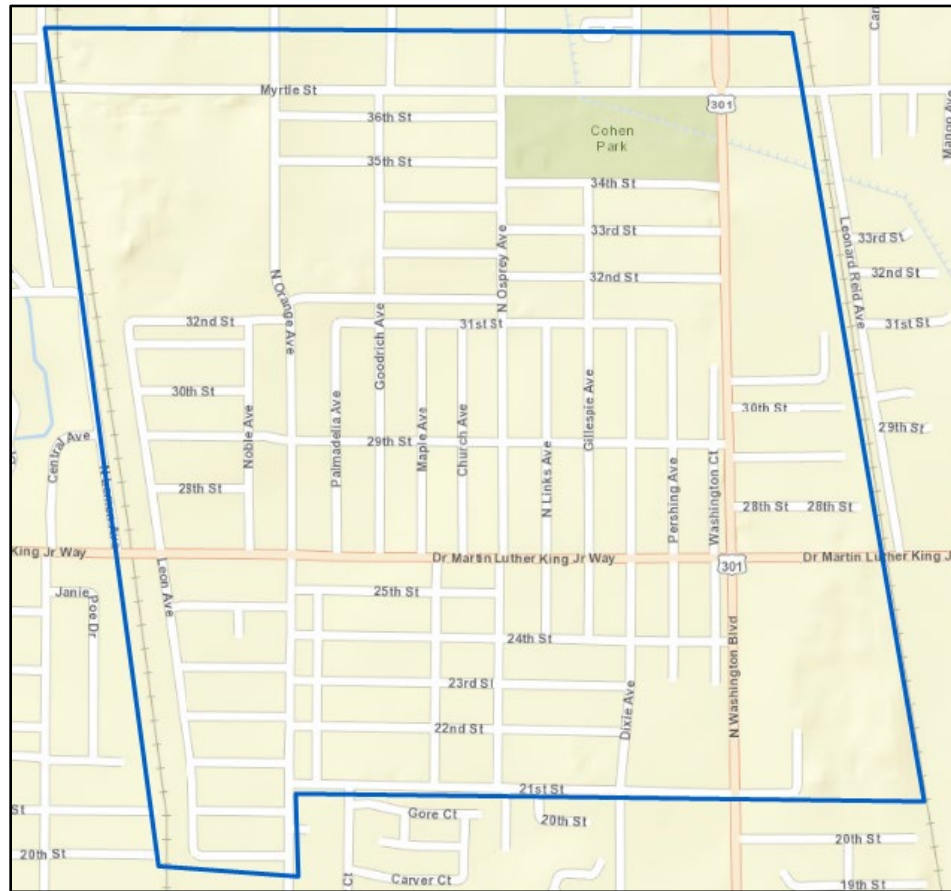 Car
Myrtle St
301
36th St
Cohen
Park
35th St
34th St
N Osprey Ave
33rd St
Leonard Reid Ave
33rd St
32nd St
32nd St
N Orange Ave
32nd St
31st St
31st St
Goodrich Ave
30th St
Palmadelia Ave
Maple Ave
Church Ave
Gillespie Ave
30th St
Noble Ave
29th St
29th St
Central Ave
N Links Ave
Pershing Ave
Washington Ct
28th St
28th St
28th St
King Jr Way
Dr Martin Luther King Jr Way
301
Dr Martin Luther King J
Leon Ave
Janie
Poe Dr
25th St
24th St
N Washington Blvd
23rd St
Dixie Ave
22nd St
21st St
St
Gore Ct
20th St
20th St
20th St
Ct
Carver Ct
19th St